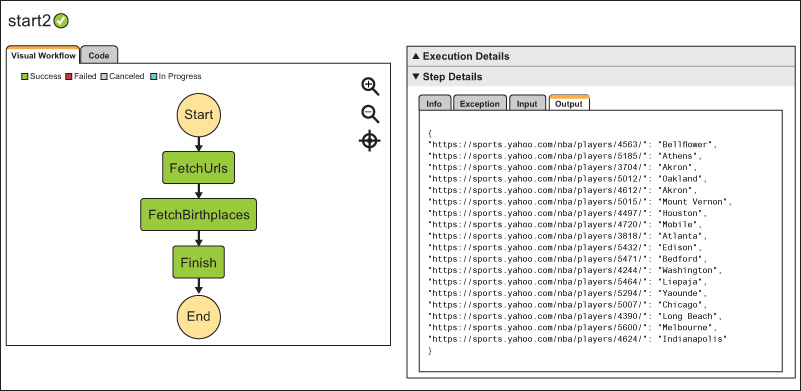 start2
Visual Workflow
Code
Success
Failed
Canceled
In Progress
Start
FetchUrls
FetchBirthplaces
Finish
End
Execution Details
Step Details
Info
Exception
Input
Output
{
"https://sports.yahoo.com/nba/players/4563/": "Bellflower",
"https://sports.yahoo.com/nba/players/5185/": "Athens",
"https://sports.yahoo.com/nba/players/3704/": "Akron",
"https://sports.yahoo.com/nba/players/5012/": "Oakland",
"https://sports.yahoo.com/nba/players/4612/": "Akron",
"https://sports.yahoo.com/nba/players/5015/": "Mount Vernon",
"https://sports.yahoo.com/nba/players/4497/": "Houston",
"https://sports.yahoo.com/nba/players/4720/": "Mobile",
"https://sports.yahoo.com/nba/players/3818/": "Atlanta",
"https://sports.yahoo.com/nba/players/5432/": "Edison",
"https://sports.yahoo.com/nba/players/5471/": "Bedford",
"https://sports.yahoo.com/nba/players/4244/": "Washington",
"https://sports.yahoo.com/nba/players/5464/": "Liepaja",
"https://sports.yahoo.com/nba/players/5294/": "Yaounde",
"https://sports.yahoo.com/nba/players/5007/": "Chicago",
"https://sports.yahoo.com/nba/players/4390/": "Long Beach",
"https://sports.yahoo.com/nba/players/5600/": "Melbourne",
"https://sports.yahoo.com/nba/players/4624/": "Indianapolis"
}